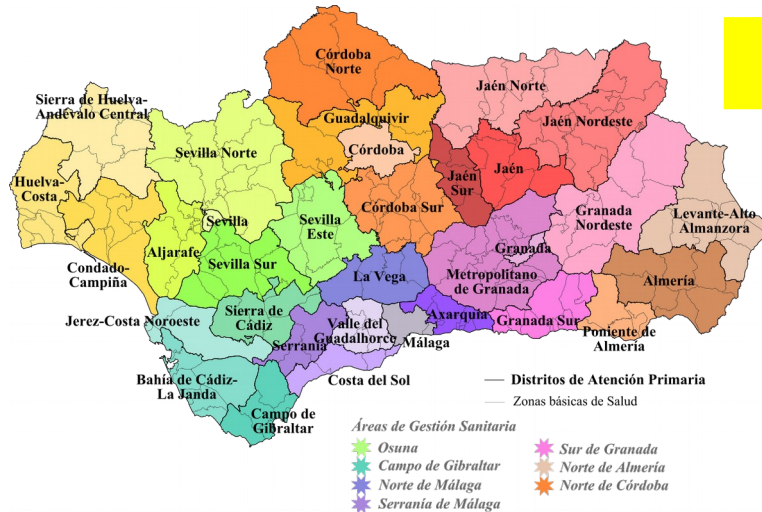 Córdoba
Norte
Sierra de Huelva-
Andévalo Central
Jaén Norte
Guadalquivir
Jaén Nordeste
Sevilla Norte
Córdoba
Huelva-
Costa
Jaén
Sur
Jaén
Córdoba Sur
Sevilla
Sevilla
Este
Granada
Nordeste
Levante-Alto
Almanzora
Aljarafe
Granada
Sevilla Sur
Condado-
Campiña
La Vega
Metropolitano
de Granada
Almería
Jerez-Costa Noroeste
Sierra de
Cádiz
Valle del
Guadalhorce
Axarquía
Granada Sur
Serranía
Málaga
Poniente de
Almería
Bahía de Cádiz-
La Janda
Costa del Sol
Campo de
Gibraltar
Distritos de Atención Primaria
Zonas básicas de Salud
Áreas de Gestión Sanitaria
Osuna
Campo de Gibraltar
Norte de Málaga
Serranía de Málaga
Sur de Granada
Norte de Almería
Norte de Córdoba